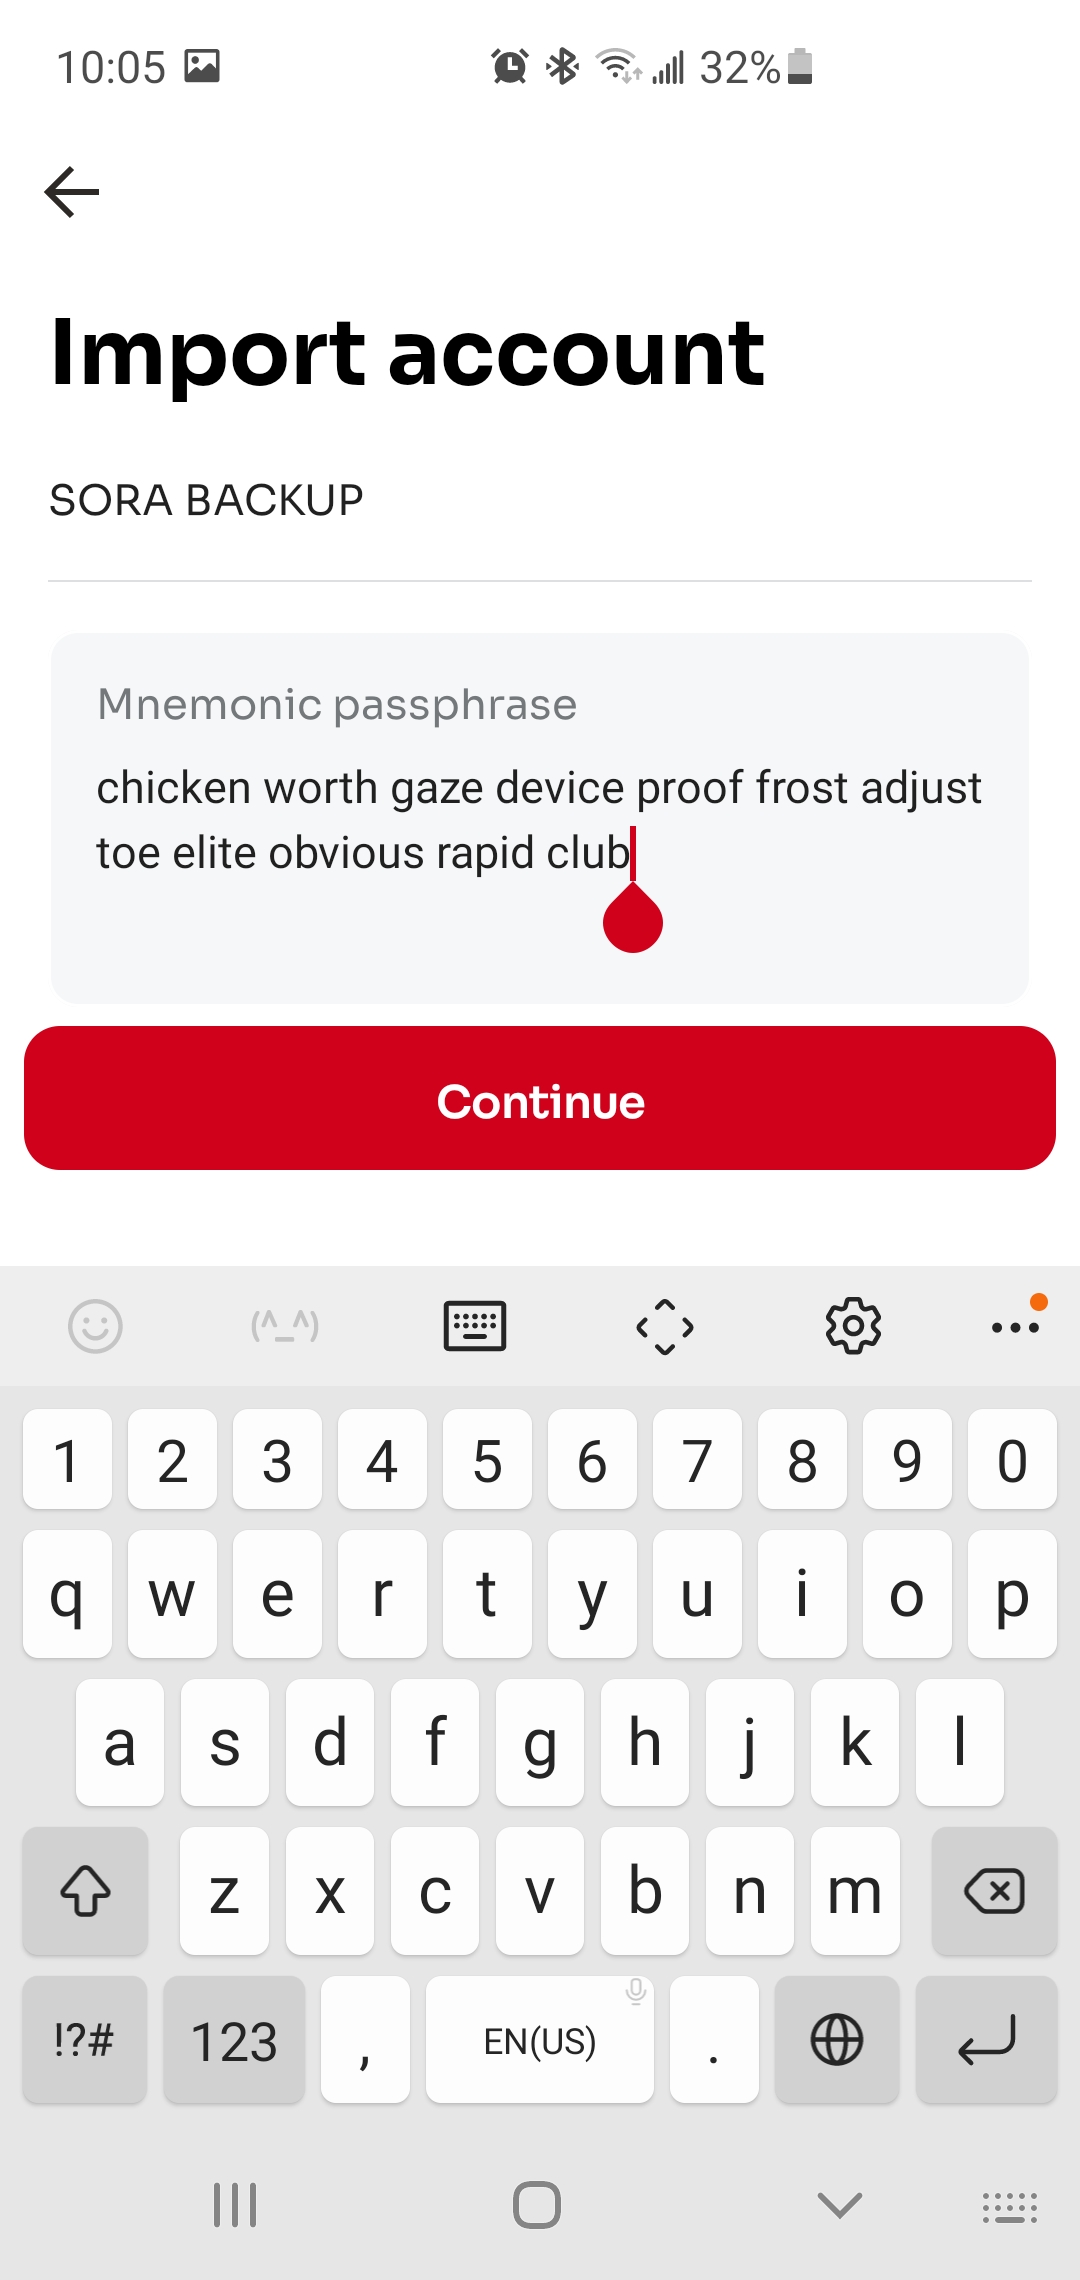 10:05 32%
Import account
SORA BACKUP
Mnemonic passphrase
chicken worth gaze device proof frost adjust
toe elite obvious rapid club
Continue
(^_^)
1 2 3 4 5 6 7 8 9 0
q w e r t y u i o p
a s d f g h j k l
z x c v b n m
!?# 123 , EN(US) .